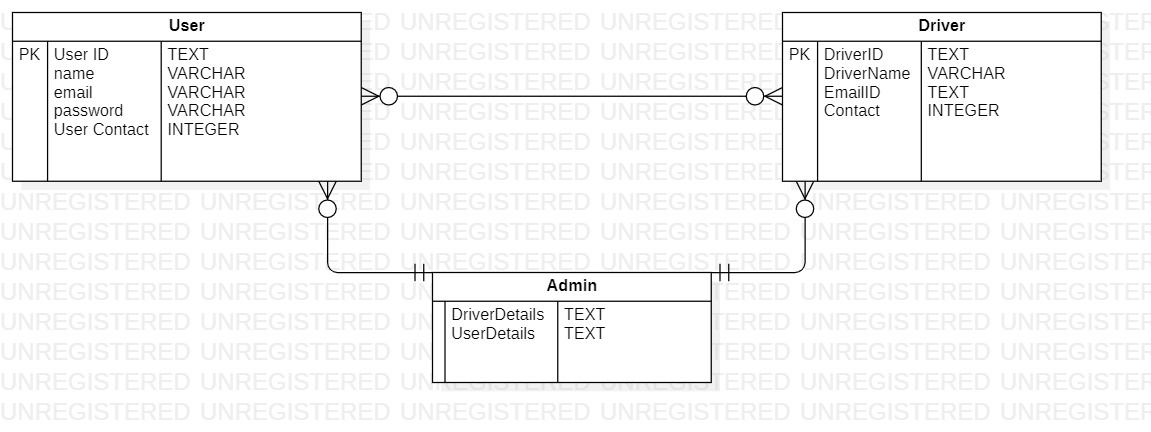 User
PK User ID TEXT
name VARCHAR
email VARCHAR
password VARCHAR
User Contact INTEGER
Driver
PK DriverID TEXT
DriverName VARCHAR
EmailID TEXT
Contact INTEGER
Admin
DriverDetails TEXT
UserDetails TEXT
UNREGISTERED UNREGISTERED UNREGISTERED UNREGISTERED UNREGISTERED